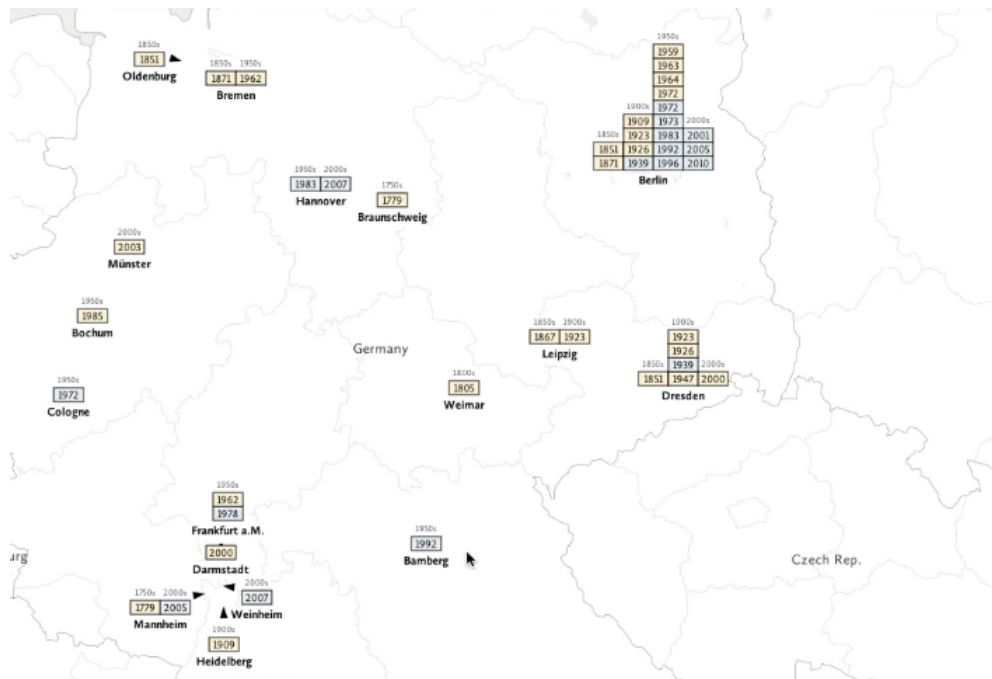 1850s
1851
Oldenburg
1850s 1950s
1871 1962
Bremen
1950s
1959
1963
1964
1972
1900s 1972
1909 1973 2000s
1850s 1923 1983 2001
1851 1926 1992 2005
1871 1939 1996 2010
Berlin
1950s 2000s
1983 2007
Hannover
1750s
1779
Braunschweig
2000s
2003
Münster
1950s
1985
Bochum
1850s 1900s
1867 1923
Leipzig
1900s
1923
1926
1850s 1939 2000s
1851 1947 2000
Dresden
Germany
1800s
1805
Weimar
1950s
1972
Cologne
1950s
1962
1978
Frankfurt a.M.
2000
Darmstadt
1950s
1992
Bamberg
urg
Czech Rep.
1750s 2000s
1779 2005
Mannheim
2000s
2007
Weinheim
1900s
1909
Heidelberg